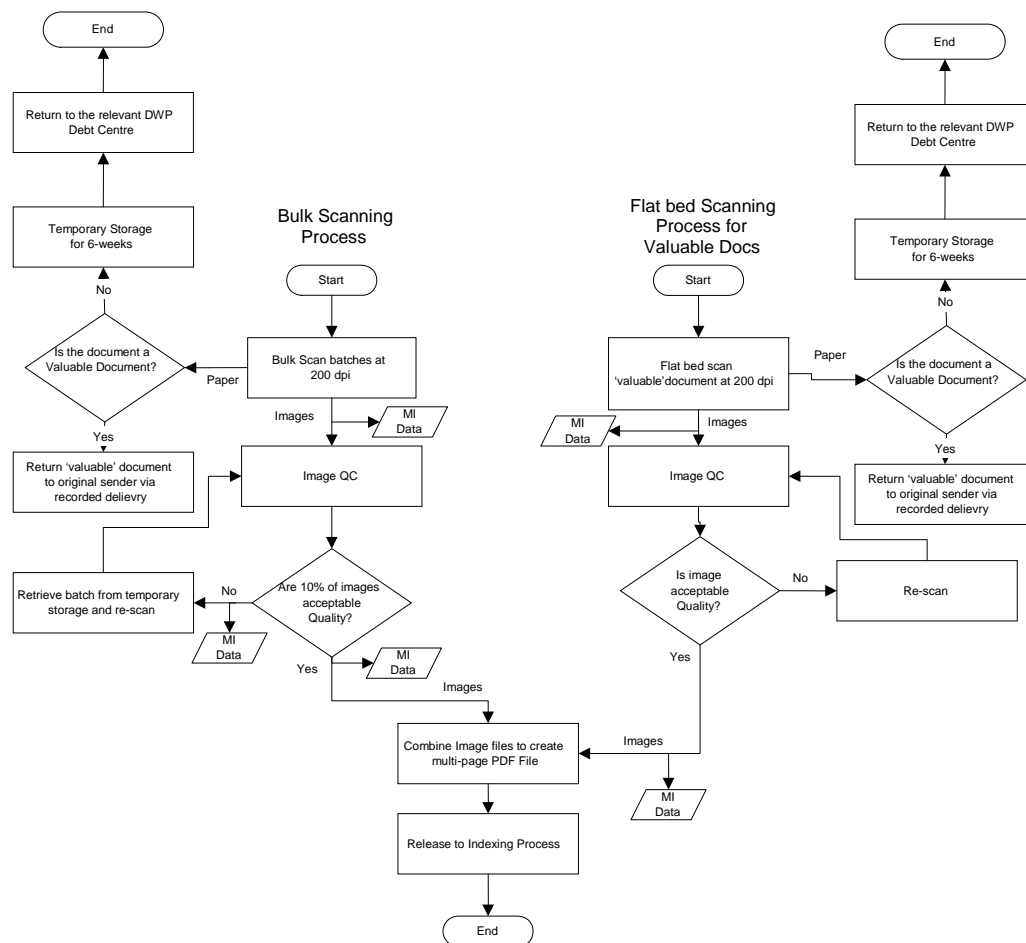 End
End
Return to the relevant DWP
Debt Centre
Return to the relevant DWP
Debt Centre
Temporary Storage
for 6-weeks
Bulk Scanning
Process
Flat bed Scanning
Process for
Valuable Docs
Temporary Storage
for 6-weeks
Start
Start
No
No
Is the document a
Valuable Document?
Paper
Bulk Scan batches at
200 dpi
Flat bed scan
‘valuable’document at 200 dpi
Paper
Is the document a
Valuable Document?
Images
MI
Data
MI
Data
Images
Yes
Yes
Return ‘valuable’ document
to original sender via
recorded delievry
Image QC
Image QC
Return ‘valuable’ document
to original sender via
recorded delievry
Retrieve batch from temporary
storage and re-scan
No
Are 10% of images
acceptable
Quality?
Is image
acceptable
Quality?
No
Re-scan
MI
Data
Yes
MI
Data
Yes
Images
Combine Image files to create
multi-page PDF File
Images
MI
Data
Release to Indexing Process
End